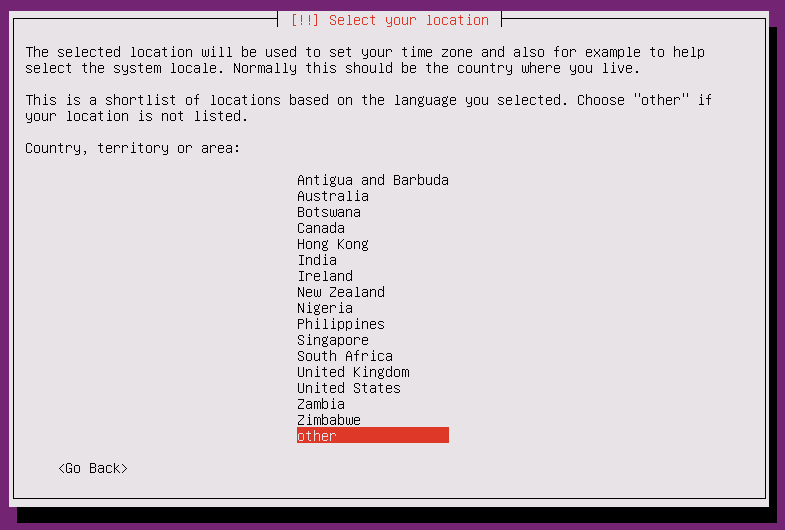 [!!] Select your location
The selected location will be used to set your time zone and also for example to help
select the system locale. Normally this should be the country where you live.
This is a shortlist of locations based on the language you selected. Choose "other" if
your location is not listed.
Country, territory or area:
Antigua and Barbuda
Australia
Botswana
Canada
Hong Kong
India
Ireland
New Zealand
Nigeria
Philippines
Singapore
South Africa
United Kingdom
United States
Zambia
Zimbabwe
other
<Go Back>